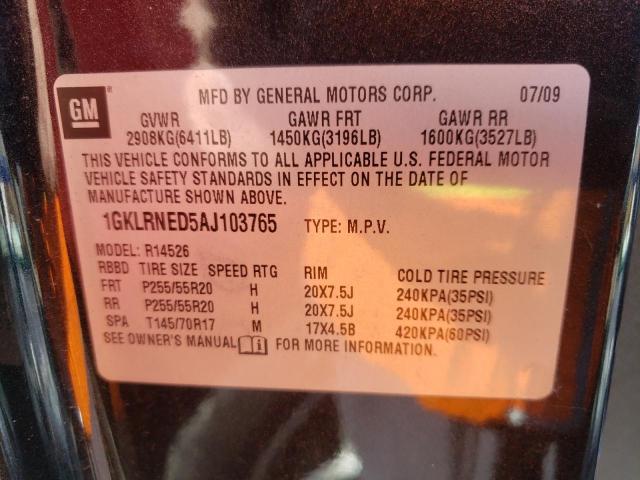 GM ® MFD BY GENERAL MOTORS CORP. 07/09
GVWR GAWR FRT GAWR RR
2908KG(6411LB) 1450KG(3196LB) 1600KG(3527LB)
THIS VEHICLE CONFORMS TO ALL APPLICABLE U.S. FEDERAL MOTOR
VEHICLE SAFETY STANDARDS IN EFFECT ON THE DATE OF
MANUFACTURE SHOWN ABOVE.
1GKLRNED5AJ103765 TYPE: M.P.V.
MODEL: R14526
RBBD TIRE SIZE SPEED RTG RIM COLD TIRE PRESSURE
FRT P255/55R20 H 20X7.5J 240KPA(35PSI)
RR P255/55R20 H 20X7.5J 240KPA(35PSI)
SPA T145/70R17 M 17X4.5B 420KPA(60PSI)
SEE OWNER'S MANUAL FOR MORE INFORMATION.